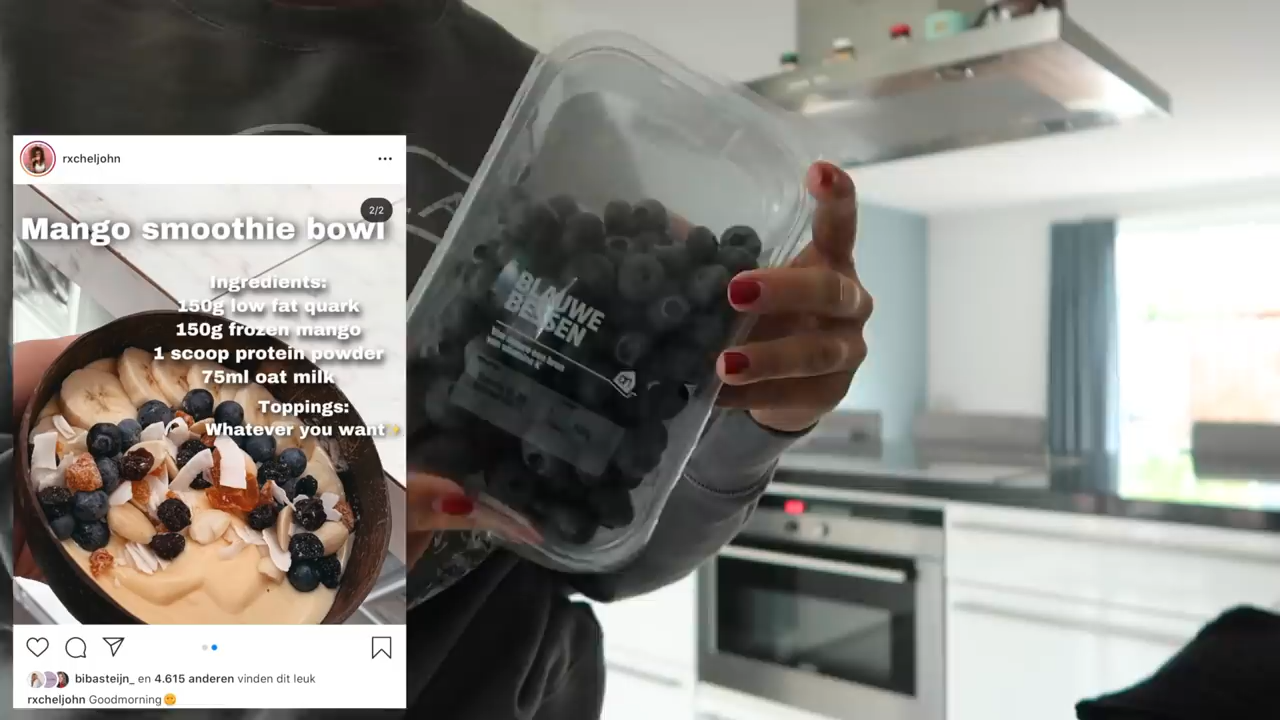 rxcheljohn
2/2
Mango smoothie bowl
Ingredients:
150g low fat quark
150g frozen mango
1 scoop protein powder
75ml oat milk
Toppings:
Whatever you want
bibasteijn_ en 4.615 anderen vinden dit leuk
rxcheljohn Goodmorning🌞
BLAUWE
BESSEN
ah